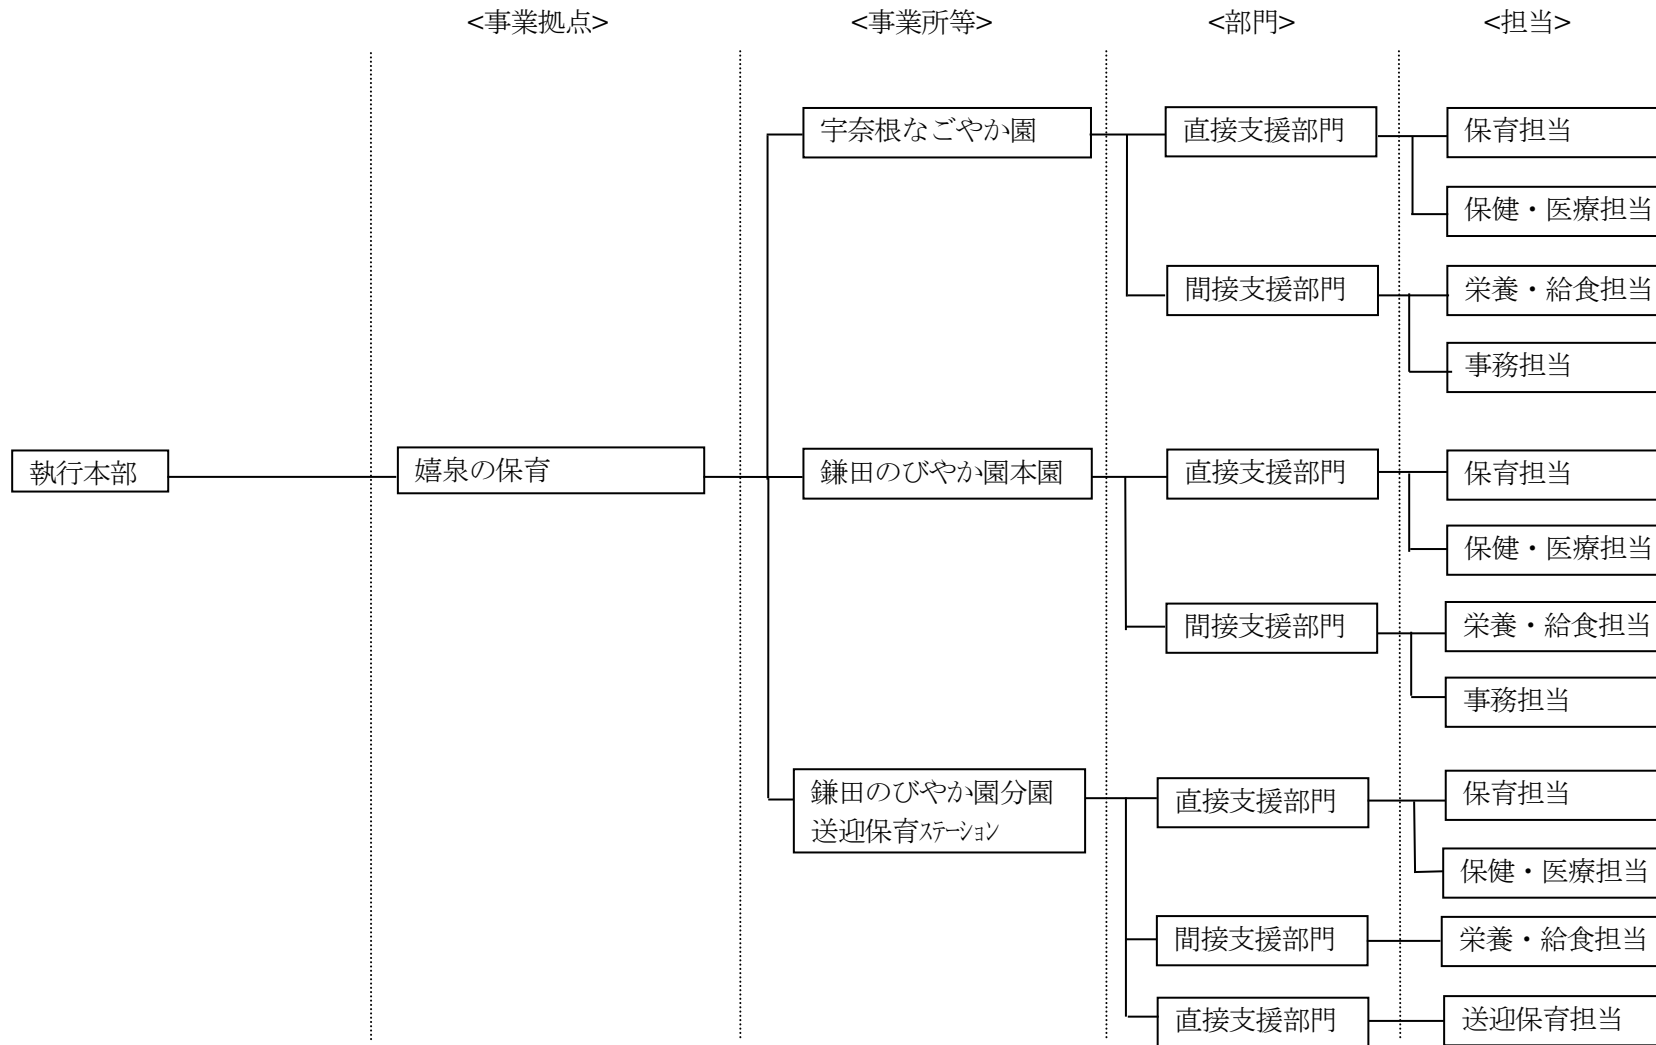 <事業拠点>
<事業所等>
<部門>
<担当>
宇奈根なごやか園
直接支援部門
保育担当
保健・医療担当
間接支援部門
栄養・給食担当
事務担当
執行本部
嬉泉の保育
鎌田のびやか園本園
直接支援部門
保育担当
保健・医療担当
間接支援部門
栄養・給食担当
事務担当
鎌田のびやか園分園
送迎保育ステーション
直接支援部門
保育担当
保健・医療担当
間接支援部門
栄養・給食担当
直接支援部門
送迎保育担当